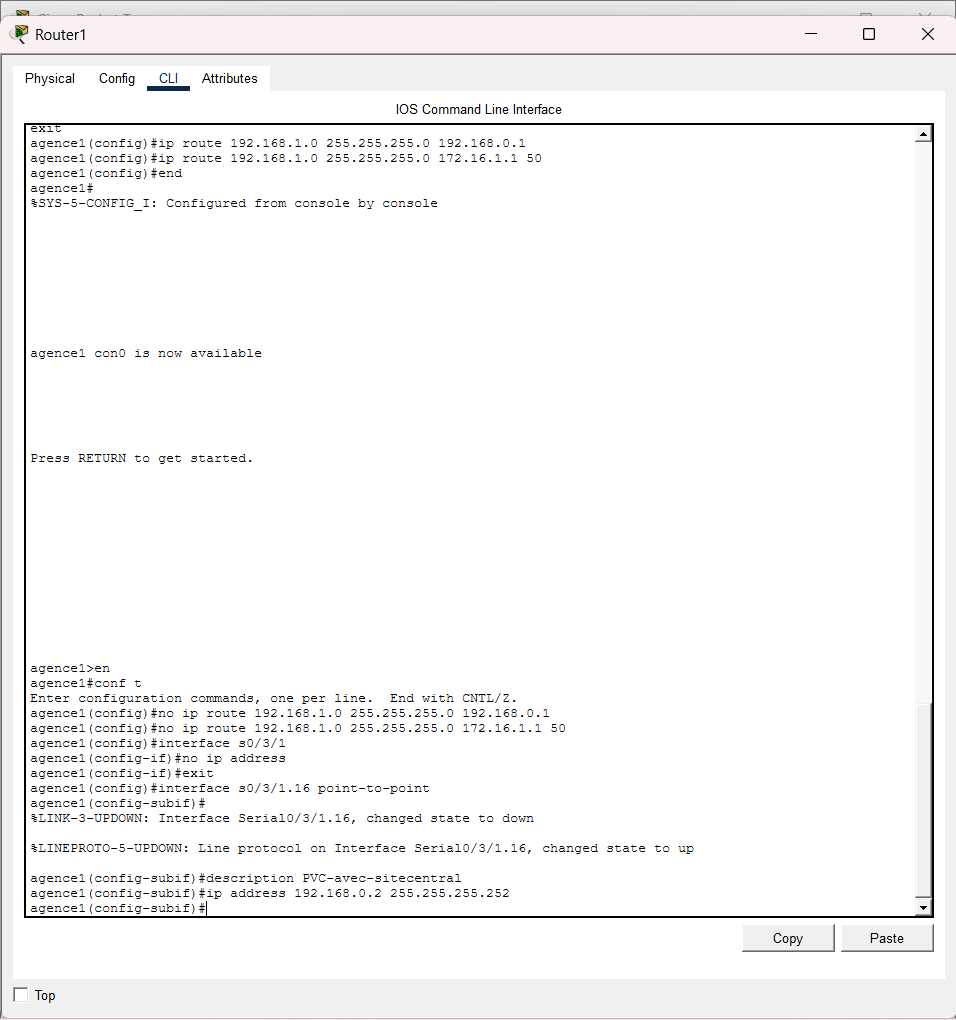 Router1
Physical Config CLI Attributes
IOS Command Line Interface
exit
agence1(config)#ip route 192.168.1.0 255.255.255.0 192.168.0.1
agence1(config)#ip route 192.168.1.0 255.255.255.0 172.16.1.1 50
agence1(config)#end
agence1#
%SYS-5-CONFIG_I: Configured from console by console
agence1 con0 is now available
Press RETURN to get started.
agence1>en
agence1#conf t
Enter configuration commands, one per line.  End with CNTL/Z.
agence1(config)#no ip route 192.168.1.0 255.255.255.0 192.168.0.1
agence1(config)#no ip route 192.168.1.0 255.255.255.0 172.16.1.1 50
agence1(config)#interface s0/3/1
agence1(config-if)#no ip address
agence1(config-if)#exit
agence1(config)#interface s0/3/1.16 point-to-point
agence1(config-subif)#
%LINK-3-UPDOWN: Interface Serial0/3/1.16, changed state to down
%LINEPROTO-5-UPDOWN: Line protocol on Interface Serial0/3/1.16, changed state to up
agence1(config-subif)#description PVC-avec-sitecentral
agence1(config-subif)#ip address 192.168.0.2 255.255.255.252
agence1(config-subif)#
Copy Paste
Top